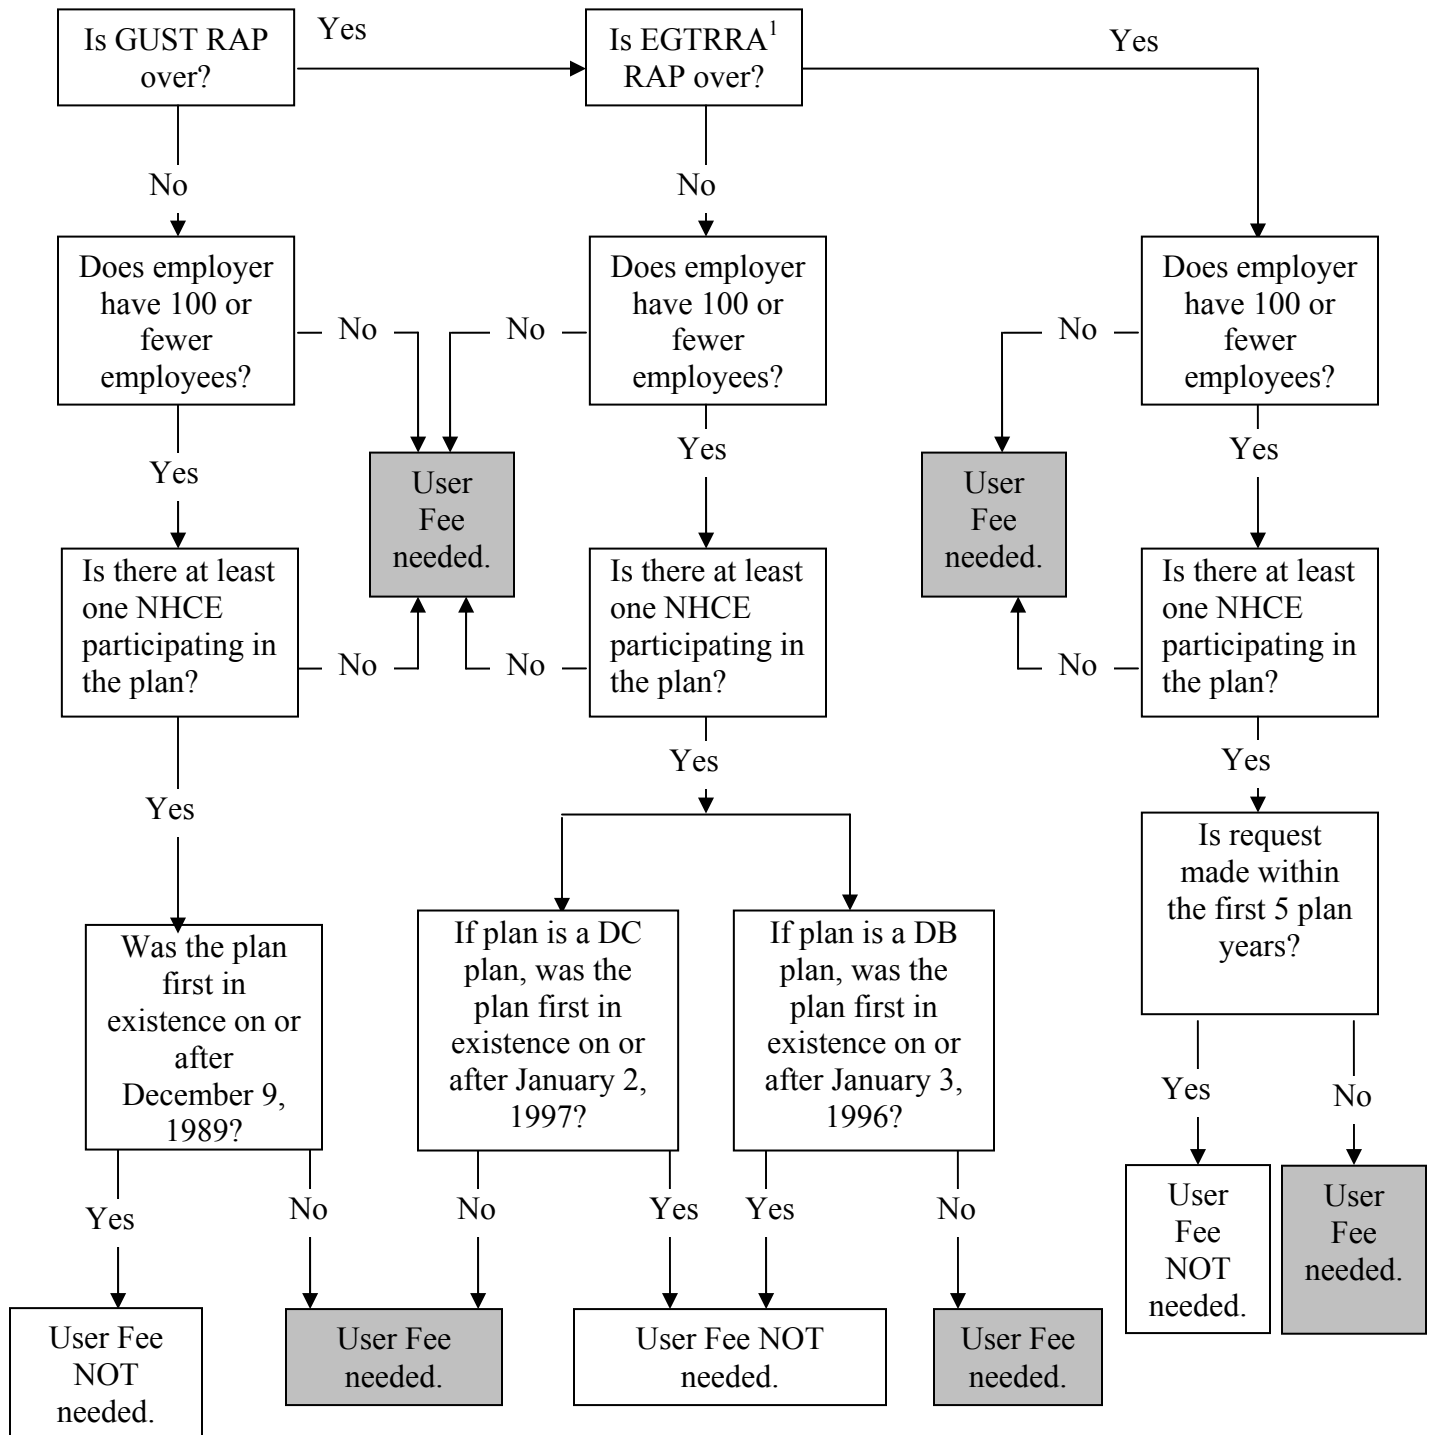 Is GUST RAP
over?
Yes
Is EGTRRA1
RAP over?
Yes
No
No
Does employer
have 100 or
fewer
employees?
No
No
Does employer
have 100 or
fewer
employees?
No
Does employer
have 100 or
fewer
employees?
Yes
User
Fee
needed.
Yes
User
Fee
needed.
Yes
Is there at least
one NHCE
participating in
the plan?
No
No
Is there at least
one NHCE
participating in
the plan?
No
Is there at least
one NHCE
participating in
the plan?
Yes
Yes
Yes
Was the plan
first in
existence on or
after
December 9,
1989?
If plan is a DC
plan, was the
plan first in
existence on or
after January 2,
1997?
If plan is a DB
plan, was the
plan first in
existence on or
after January 3,
1996?
Is request
made within
the first 5 plan
years?
Yes
No
No
Yes
Yes
No
Yes
No
User Fee
NOT
needed.
User Fee
needed.
User Fee NOT
needed.
User Fee
needed.
User
Fee
NOT
needed.
User
Fee
needed.